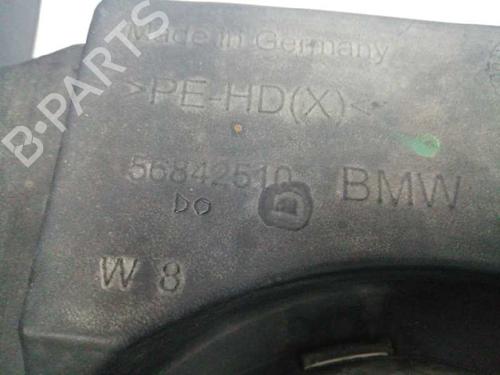 Made in Germany
>PE-HD(X)<
56842510
DO
D
BMW
W 8
B-PARTS